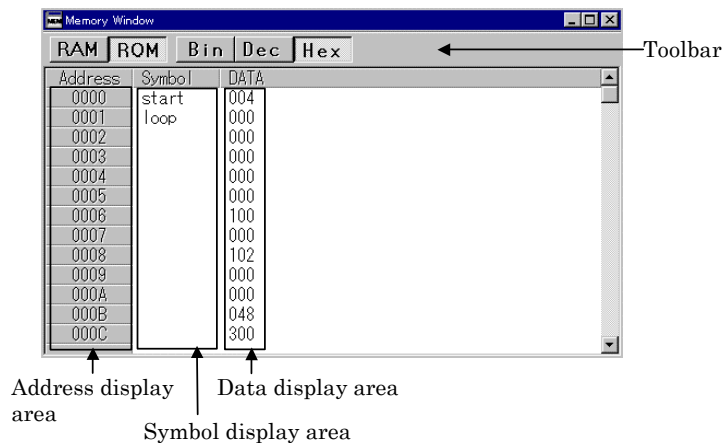 MEM Memory Window
RAM ROM Bin Dec Hex
Toolbar
Address Symbol DATA
0000 start 004
0001 loop 000
0002 000
0003 000
0004 000
0005 000
0006 100
0007 000
0008 102
0009 000
000A 000
000B 048
000C 300
Address display
area
Data display area
Symbol display area